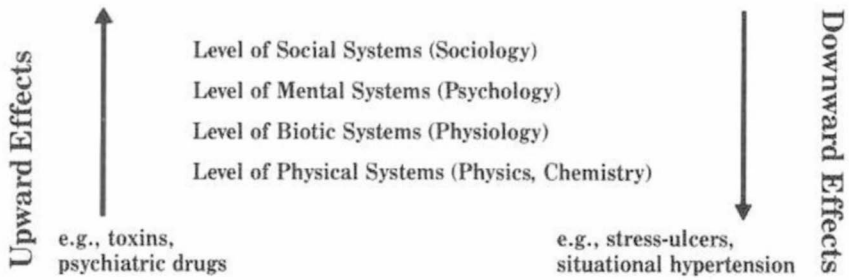 Upward Effects
Level of Social Systems (Sociology)
Level of Mental Systems (Psychology)
Level of Biotic Systems (Physiology)
Level of Physical Systems (Physics, Chemistry)
e.g., toxins,
psychiatric drugs
e.g., stress-ulcers,
situational hypertension
Downward Effects